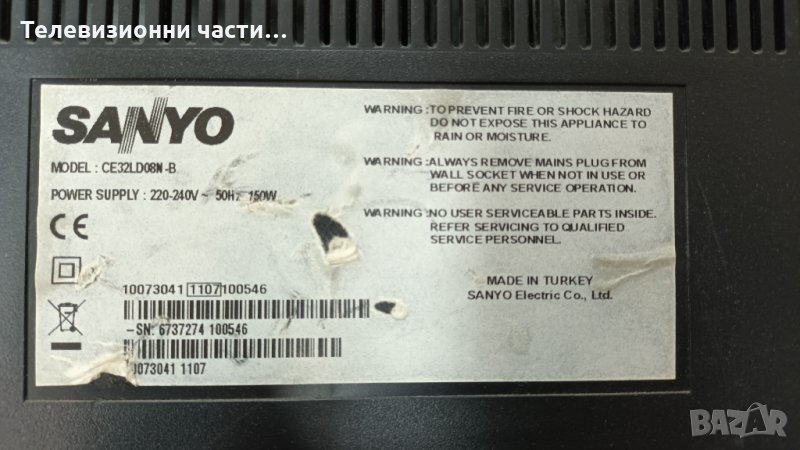 Телевизионни части...
SANYO
MODEL : CE32LD08N-B
POWER SUPPLY : 220-240V ~ 50Hz 150W
CE
WARNING :TO PREVENT FIRE OR SHOCK HAZARD
DO NOT EXPOSE THIS APPLIANCE TO
RAIN OR MOISTURE.
WARNING :ALWAYS REMOVE MAINS PLUG FROM
WALL SOCKET WHEN NOT IN USE OR
BEFORE ANY SERVICE OPERATION.
WARNING :NO USER SERVICEABLE PARTS INSIDE.
REFER SERVICING TO QUALIFIED
SERVICE PERSONNEL.
MADE IN TURKEY
SANYO Electric Co., Ltd.
10073041 1107 100546
-SN: 6737274 100546
0073041 1107
BAZAR